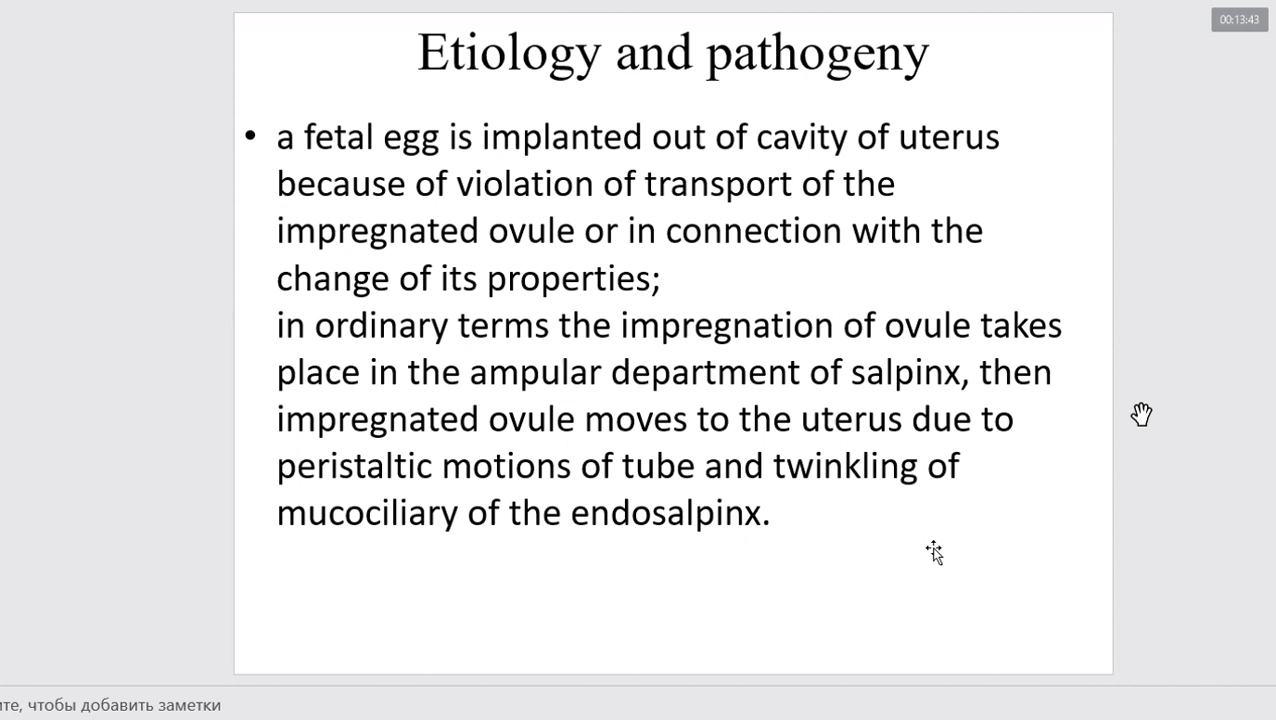 00:13:43
Etiology and pathogeny
• a fetal egg is implanted out of cavity of uterus
because of violation of transport of the
impregnated ovule or in connection with the
change of its properties;
in ordinary terms the impregnation of ovule takes
place in the ampular department of salpinx, then
impregnated ovule moves to the uterus due to
peristaltic motions of tube and twinkling of
mucociliary of the endosalpinx.
те, чтобы добавить заметки